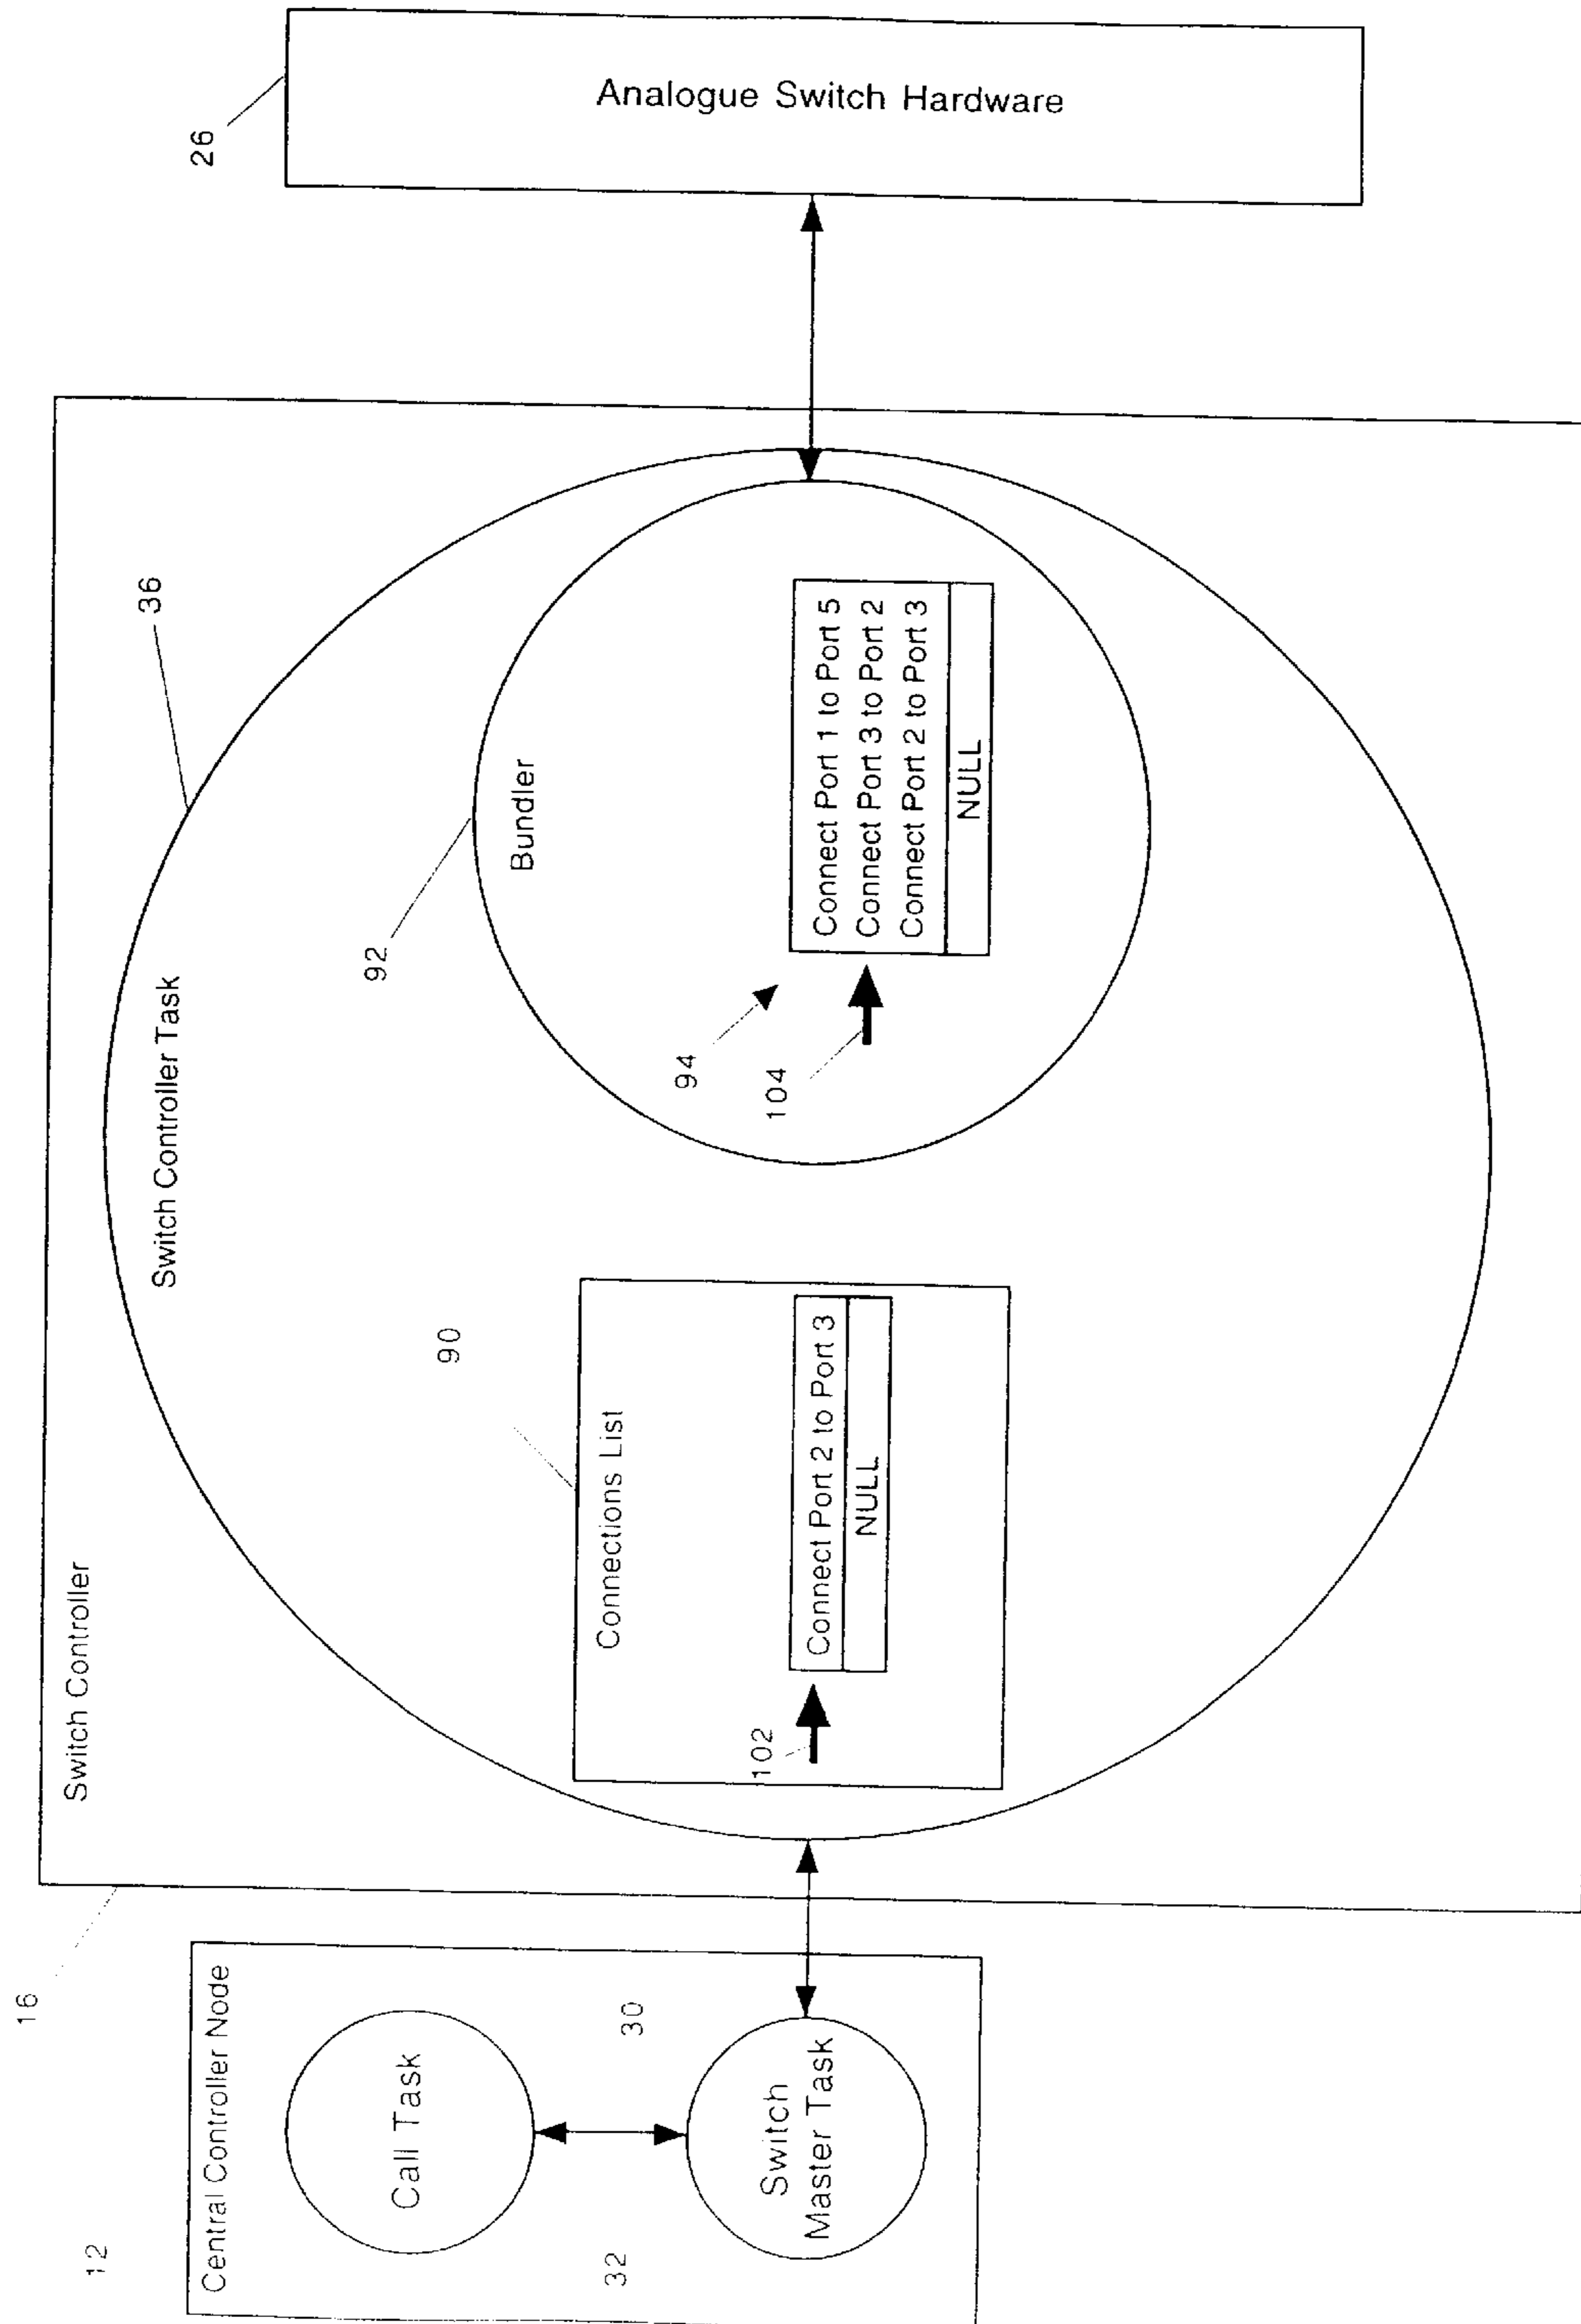 12
16
26
Central Controller Node
Call Task
30
32
Switch
Master Task
Switch Controller
Switch Controller Task
36
90
Connections List
102
Connect Port 2 to Port 3
NULL
92
Bundler
94
104
Connect Port 1 to Port 5
Connect Port 3 to Port 2
Connect Port 2 to Port 3
NULL
Analogue Switch Hardware